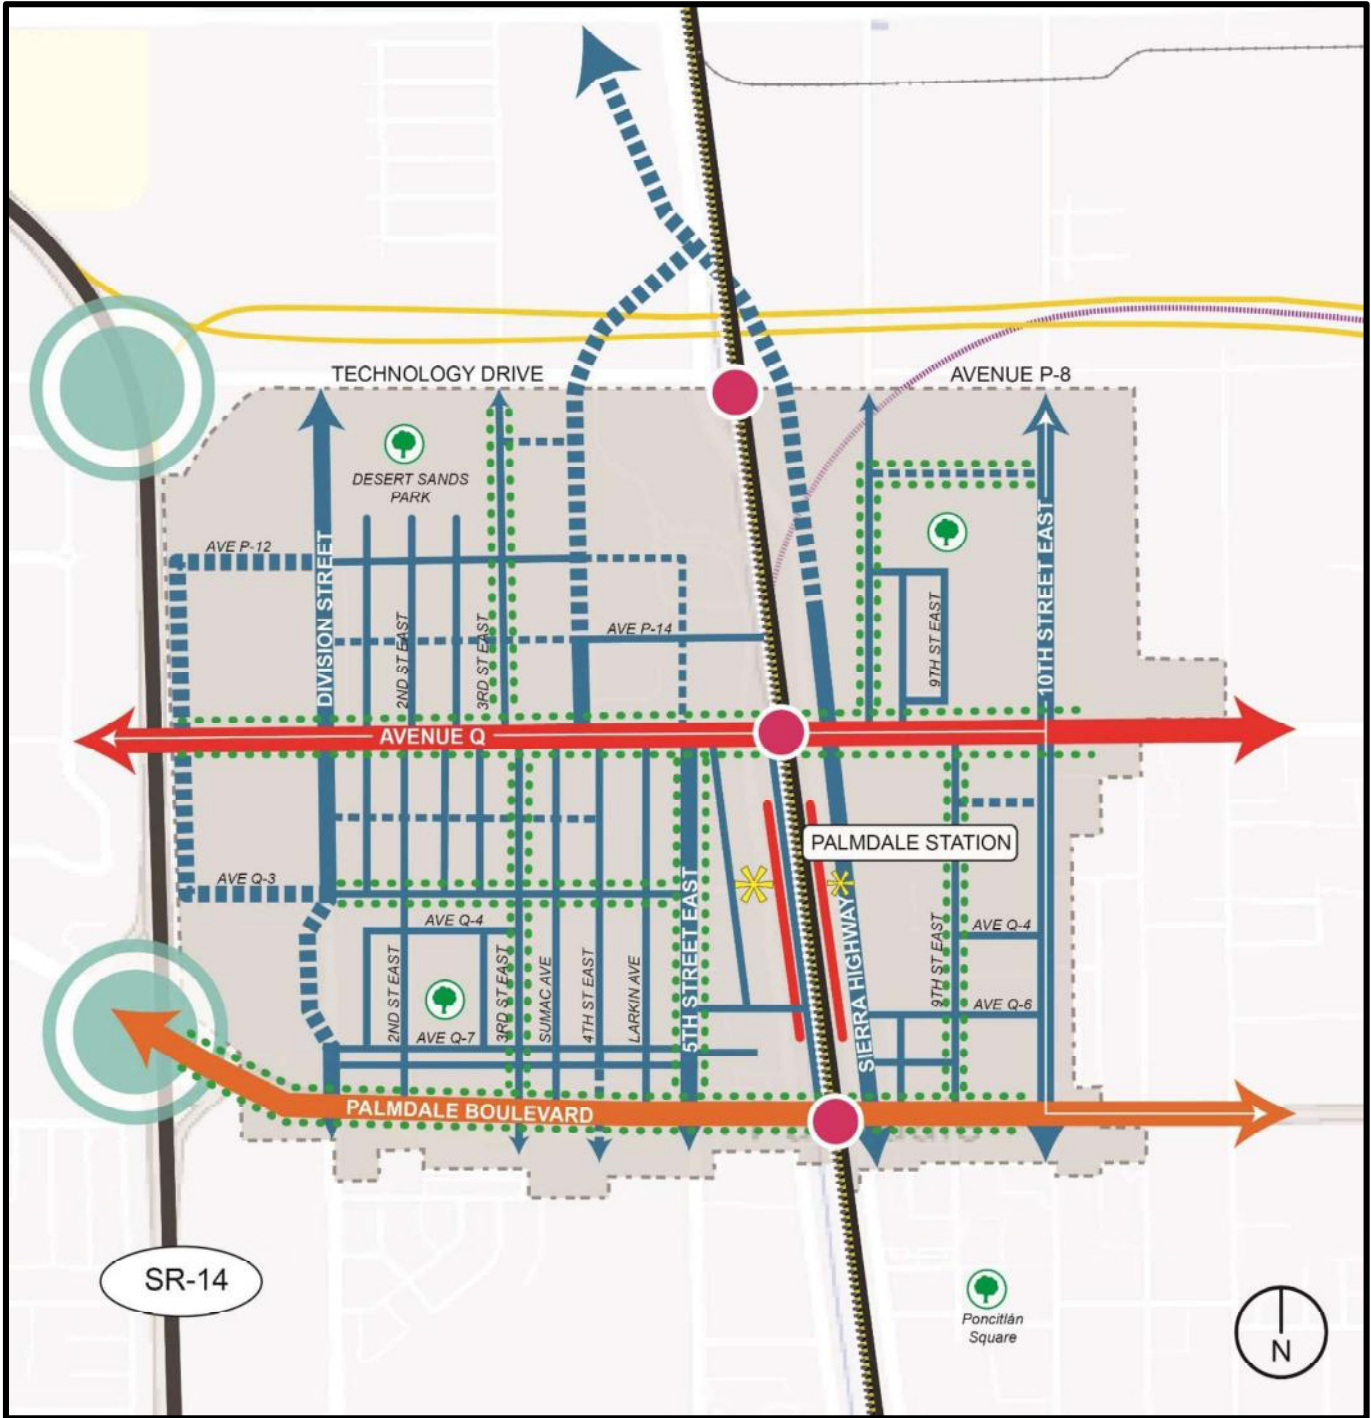 TECHNOLOGY DRIVE
AVENUE P-8
DESERT SANDS
PARK
AVE P-12
DIVISION STREET
2ND ST EAST
3RD ST EAST
AVE P-14
9TH ST EAST
10TH STREET EAST
AVENUE Q
PALMDALE STATION
AVE Q-3
AVE Q-4
2ND ST EAST
AVE Q-7
3RD ST EAST
SUMAC AVE
4TH ST EAST
LARKIN AVE
5TH STREET EAST
SIERRA HIGHWAY
9TH ST EAST
AVE Q-4
AVE Q-6
PALMDALE BOULEVARD
SR-14
Poncitlán
Square
N